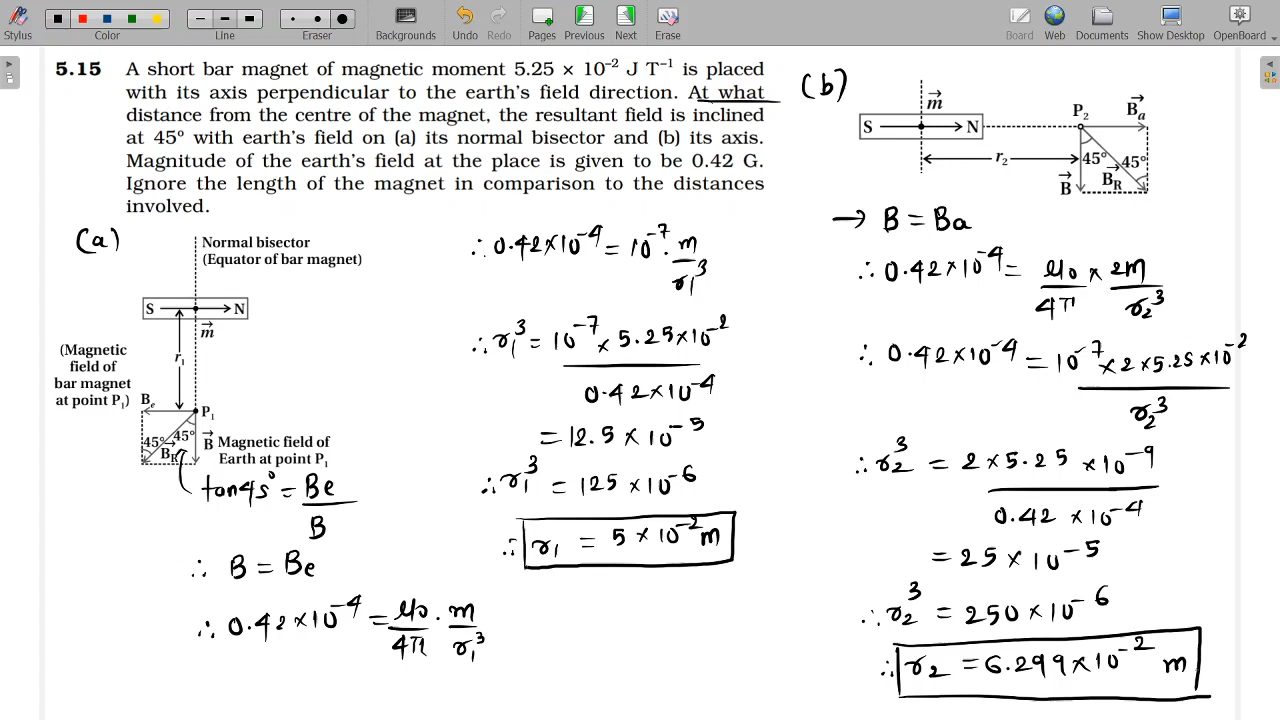 Stylus
Color
Line
Eraser
Backgrounds
Undo
Redo
Pages
Previous
Next
Erase
Board
Web
Documents
Show Desktop
OpenBoard
5.15 A short bar magnet of magnetic moment 5.25 × 10⁻² J T⁻¹ is placed
with its axis perpendicular to the earth's field direction. At what
distance from the centre of the magnet, the resultant field is inclined
at 45° with earth's field on (a) its normal bisector and (b) its axis.
Magnitude of the earth's field at the place is given to be 0.42 G.
Ignore the length of the magnet in comparison to the distances
involved.
(a)
Normal bisector
(Equator of bar magnet)
S N
m⃗
r₁
(Magnetic
field of
bar magnet
at point P₁)
Bₑ
P₁
45° 45°
B⃗_R
B⃗ Magnetic field of
Earth at point P₁
tan45° = Be/B
∴ B = Be
∴ 0.42×10⁻⁴ = μ₀/4π · m/r₁³
∴ 0.42×10⁻⁴ = 10⁻⁷ · m/r₁³
∴ r₁³ = 10⁻⁷ × 5.25×10⁻² / 0.42×10⁻⁴
= 12.5 × 10⁻⁵
∴ r₁³ = 125 × 10⁻⁶
∴ r₁ = 5 × 10⁻² m
(b)
m⃗
S N
P₂
B⃗ₐ
r₂
45° 45°
B⃗
B⃗_R
→ B = Ba
∴ 0.42×10⁻⁴ = μ₀/4π × 2m/r₂³
∴ 0.42×10⁻⁴ = 10⁻⁷ × 2 × 5.25 × 10⁻² / r₂³
∴ r₂³ = 2 × 5.25 × 10⁻⁹ / 0.42 × 10⁻⁴
= 25 × 10⁻⁵
∴ r₂³ = 250 × 10⁻⁶
∴ r₂ = 6.299 × 10⁻² m